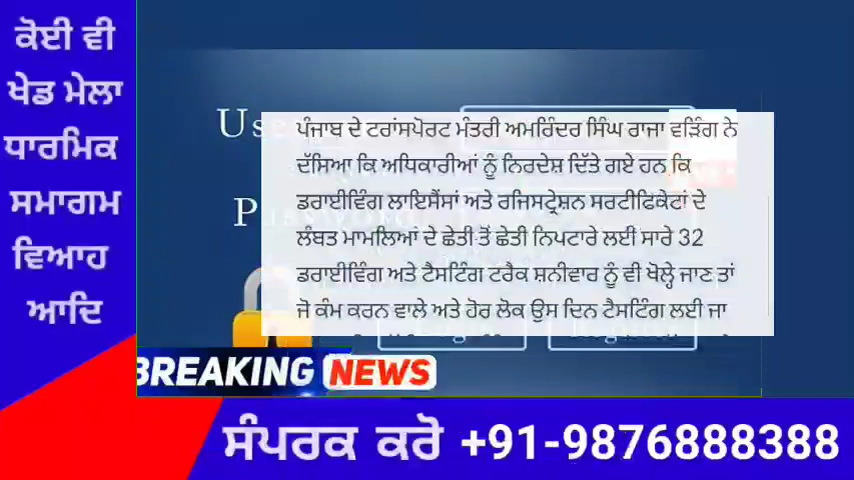 ਕੋਈ ਵੀ
ਖੇਡ ਮੇਲਾ
ਧਾਰਮਿਕ
ਸਮਾਗਮ
ਵਿਆਹ
ਆਦਿ
ਪੰਜਾਬ ਦੇ ਟਰਾਂਸਪੋਰਟ ਮੰਤਰੀ ਅਮਰਿੰਦਰ ਸਿੰਘ ਰਾਜਾ ਵੜਿੰਗ ਨੇ
ਦੱਸਿਆ ਕਿ ਅਧਿਕਾਰੀਆਂ ਨੂੰ ਨਿਰਦੇਸ਼ ਦਿੱਤੇ ਗਏ ਹਨ ਕਿ
ਡਰਾਈਵਿੰਗ ਲਾਇਸੈਂਸਾਂ ਅਤੇ ਰਜਿਸਟ੍ਰੇਸ਼ਨ ਸਰਟੀਫਿਕੇਟਾਂ ਦੇ
ਲੰਬਤ ਮਾਮਲਿਆਂ ਦੇ ਛੇਤੀ ਤੋਂ ਛੇਤੀ ਨਿਪਟਾਰੇ ਲਈ ਸਾਰੇ 32
ਡਰਾਈਵਿੰਗ ਅਤੇ ਟੈਸਟਿੰਗ ਟਰੈਕ ਸ਼ਨੀਵਾਰ ਨੂੰ ਵੀ ਖੋਲ੍ਹੇ ਜਾਣ ਤਾਂ
ਜੋ ਕੰਮ ਕਰਨ ਵਾਲੇ ਅਤੇ ਹੋਰ ਲੋਕ ਉਸ ਦਿਨ ਟੈਸਟਿੰਗ ਲਈ ਜਾ
BREAKING NEWS
ਸੰਪਰਕ ਕਰੋ +91-9876888388